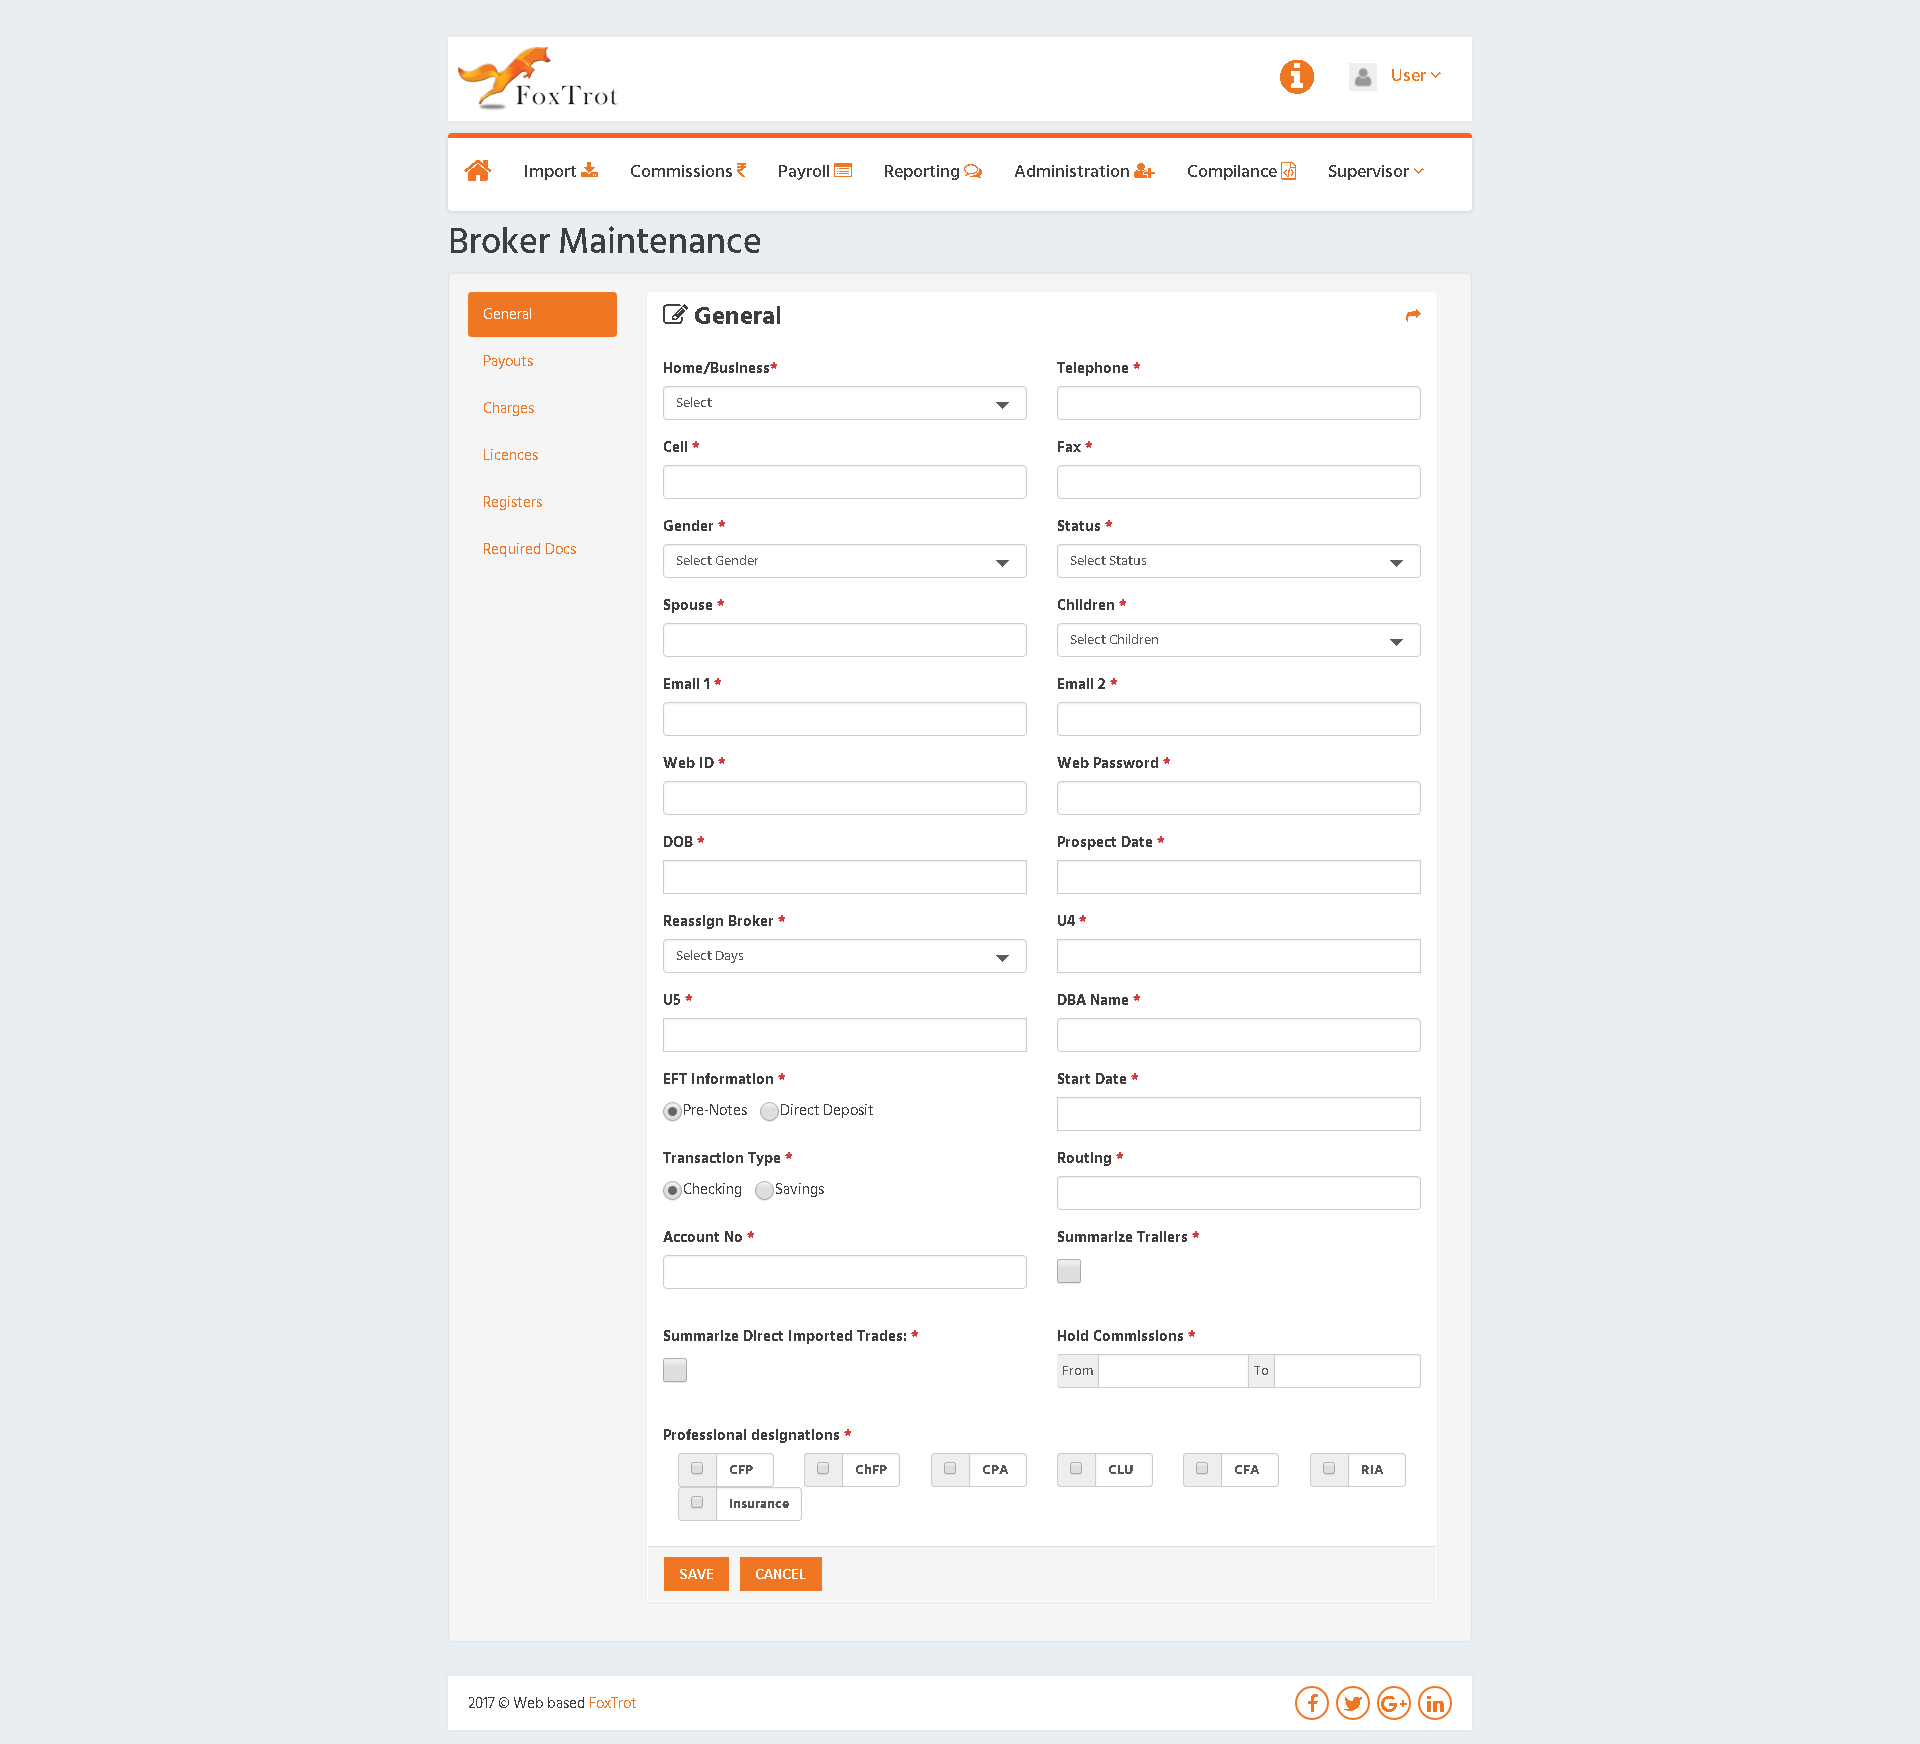 FoxTrot
User
Import
Commissions
Payroll
Reporting
Administration
Compilance
Supervisor
Broker Maintenance
General
Payouts
Charges
Licences
Registers
Required Docs
General
Home/Business* Telephone *
Select
Cell * Fax *
Gender * Status *
Select Gender Select Status
Spouse * Children *
Select Children
Email 1 * Email 2 *
Web ID * Web Password *
DOB * Prospect Date *
Reassign Broker * U4 *
Select Days
U5 * DBA Name *
EFT Information * Start Date *
Pre-Notes Direct Deposit
Transaction Type * Routing *
Checking Savings
Account No * Summarize Trailers *
Summarize Direct Imported Trades: * Hold Commissions *
From To
Professional designations *
CFP ChFP CPA CLU CFA RIA
Insurance
SAVE CANCEL
2017 © Web based FoxTrot